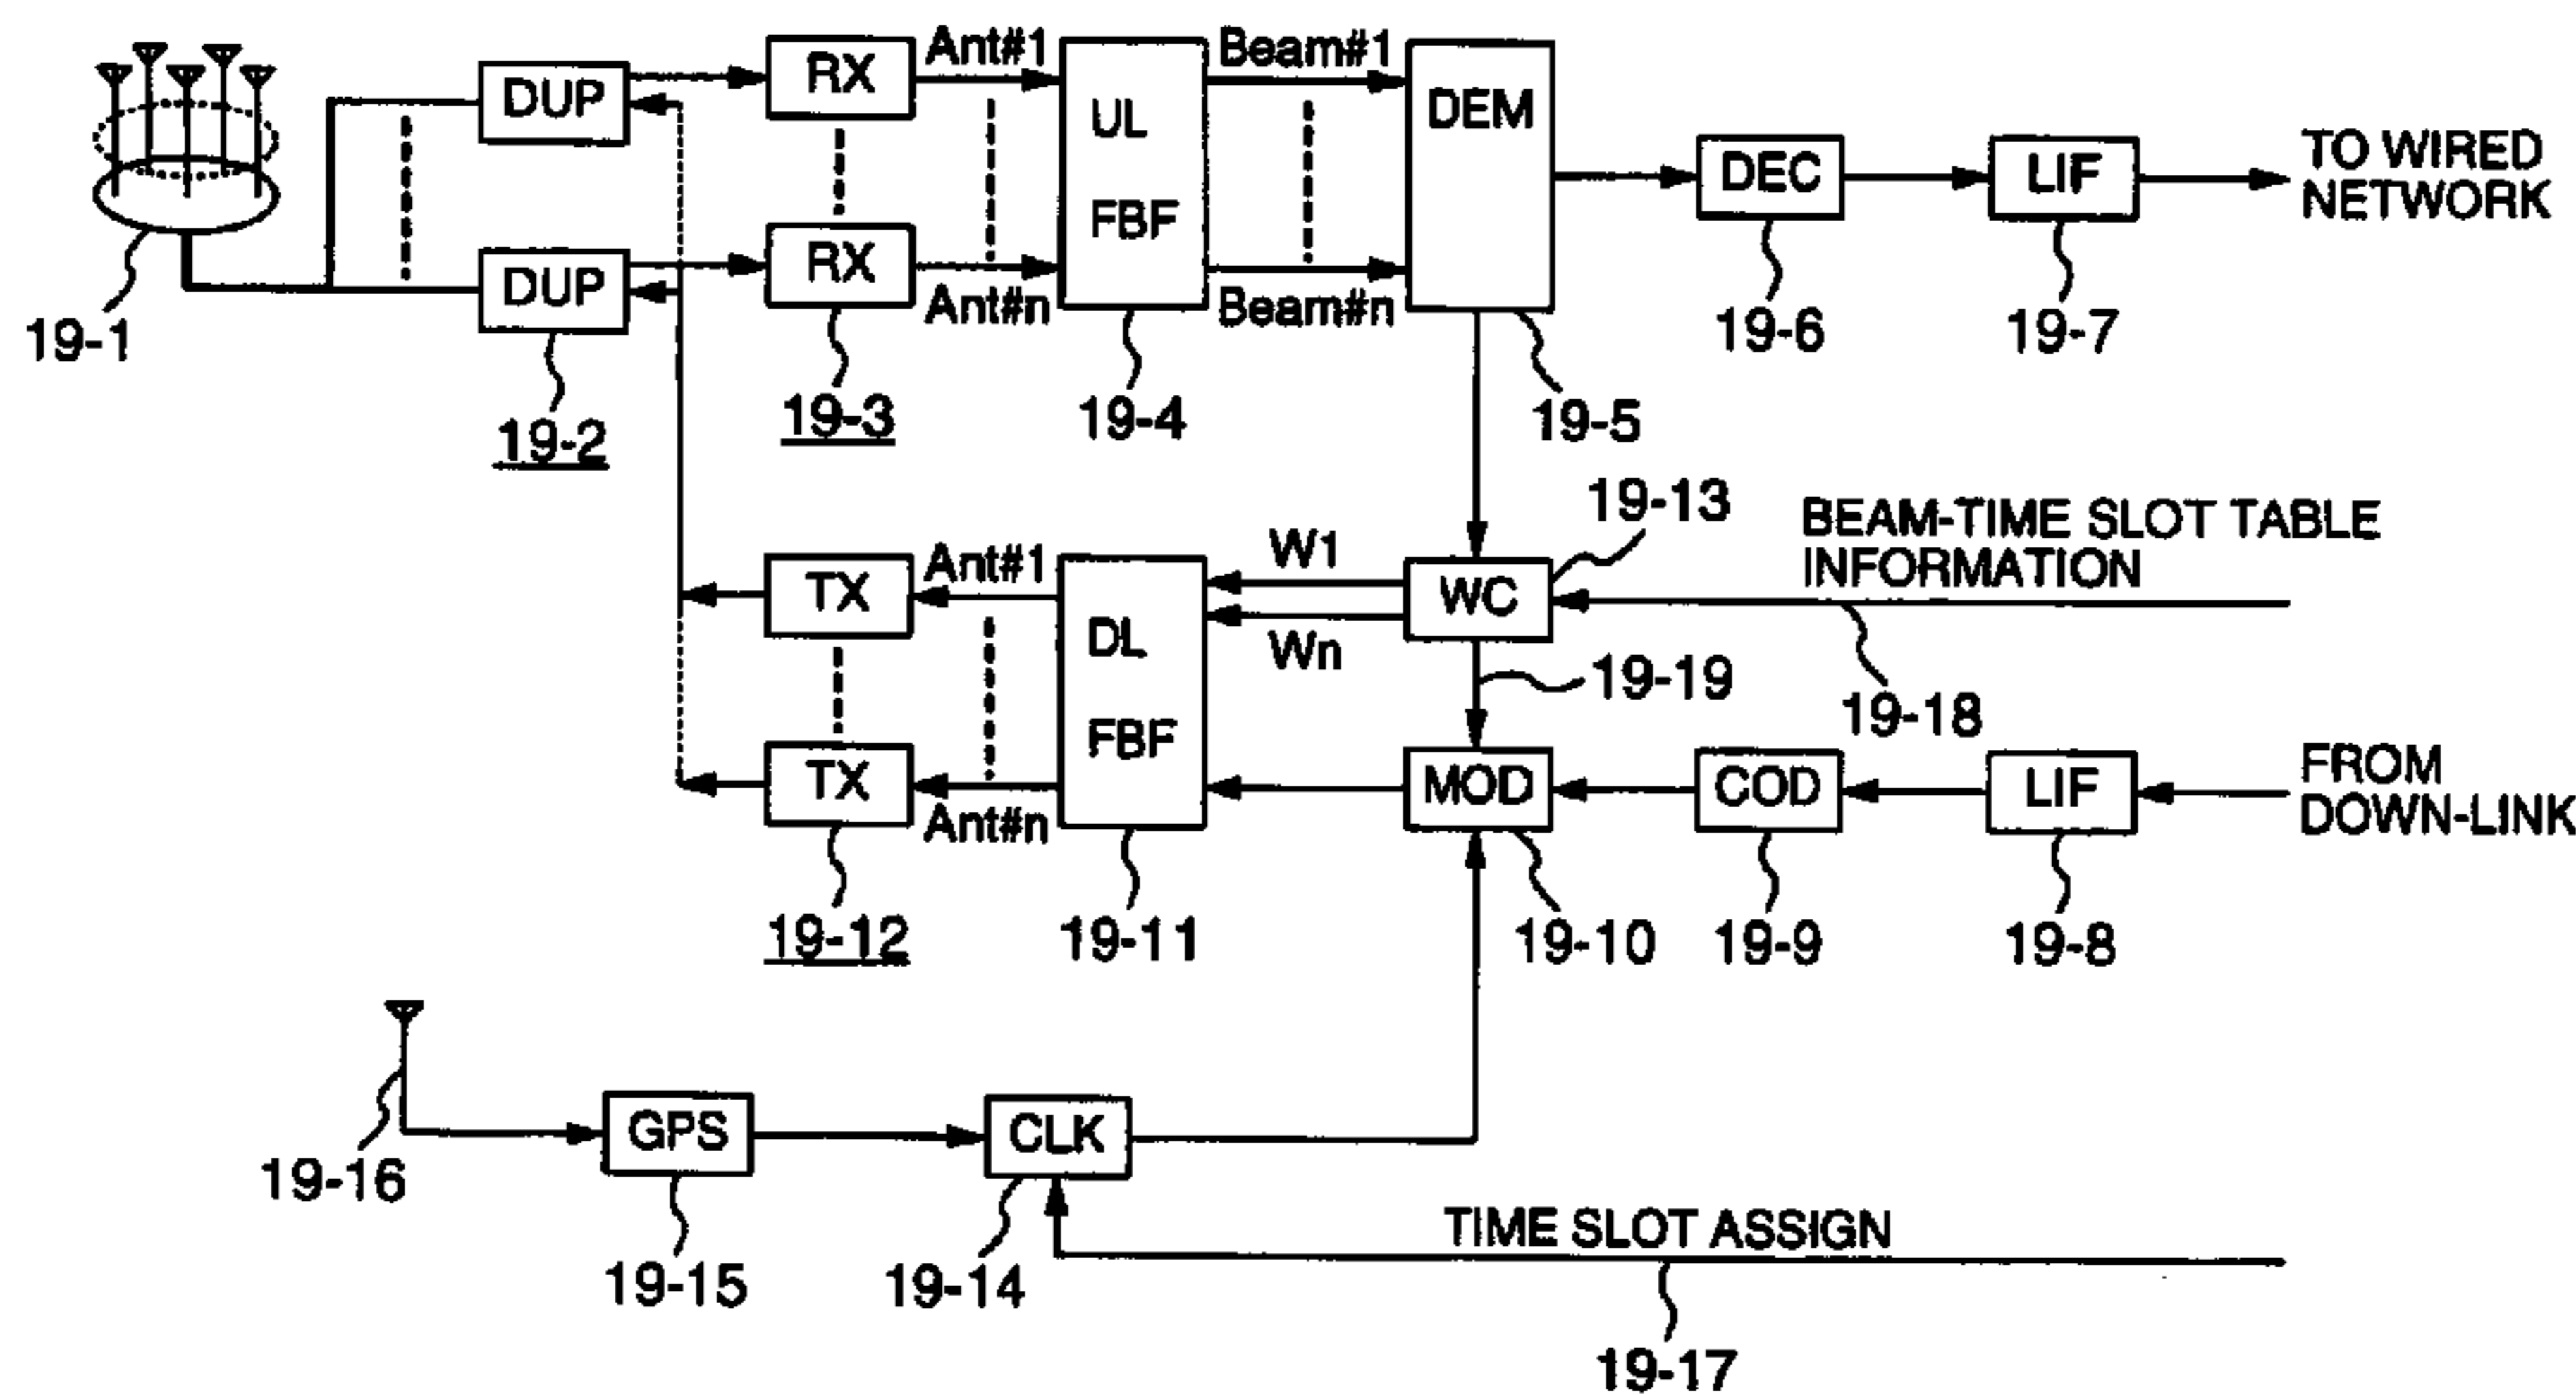 DUP
RX
Ant#1
UL
FBF
Beam#1
DEM
DEC
LIF
TO WIRED
NETWORK
DUP
RX
Ant#n
Beam#n
19-1
19-2
19-3
19-4
19-5
19-6
19-7
19-13
BEAM-TIME SLOT TABLE
INFORMATION
TX
Ant#1
DL
FBF
W1
Wn
WC
19-19
19-18
TX
Ant#n
MOD
COD
LIF
FROM
DOWN-LINK
19-12
19-11
19-10
19-9
19-8
19-16
GPS
CLK
19-15
19-14
TIME SLOT ASSIGN
19-17